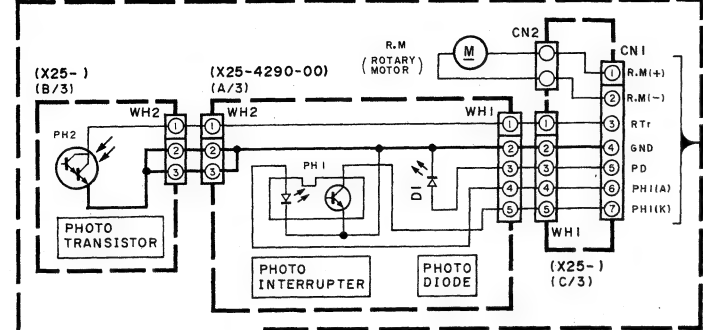 CN2
R.M
(ROTARY MOTOR)
M
CN1
(X25- )
(B/3)
(X25-4290-00)
(A/3)
WH2
WH2
WH1
1
1
1
1
2
2
2
2
3
3
3
3
4
4
5
5
1 R.M(+)
2 R.M(-)
3 RTr
4 GND
5 PD
6 PH1(A)
7 PH1(K)
PH2
PH1
D1
PHOTO
TRANSISTOR
PHOTO
INTERRUPTER
PHOTO
DIODE
WH1
(X25- )
(C/3)